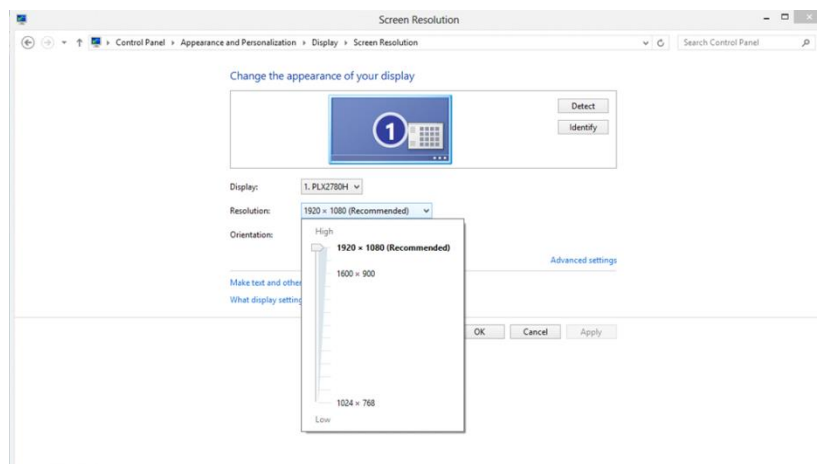 Screen Resolution
Control Panel Appearance and Personalization Display Screen Resolution
Search Control Panel
Change the appearance of your display
1
Detect
Identify
Display: 1. PLX2780H
Resolution: 1920 × 1080 (Recommended)
Orientation:
High
1920 × 1080 (Recommended)
Advanced settings
1600 × 900
Make text and other
What display setting
OK Cancel Apply
1024 × 768
Low